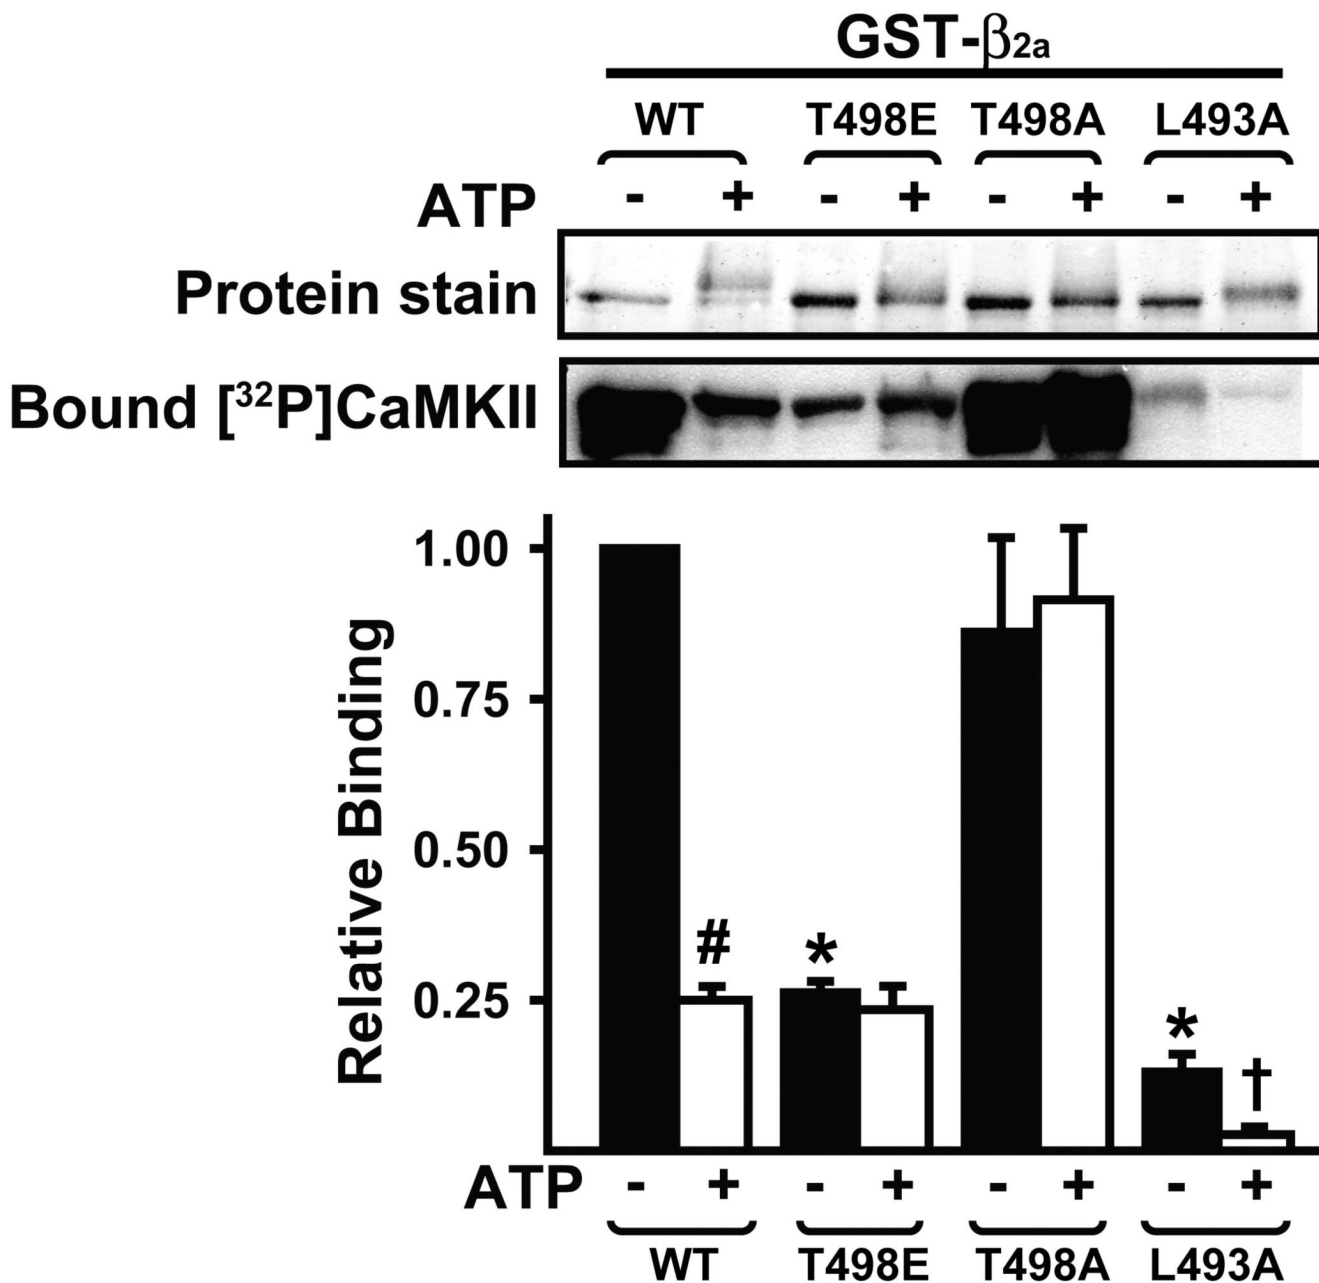 GST-β2a
WT T498E T498A L493A
ATP - + - + - + - +
Protein stain
Bound [32P]CaMKII
1.00
0.75
0.50
0.25
Relative Binding
# * * †
ATP - + - + - + - +
WT T498E T498A L493A